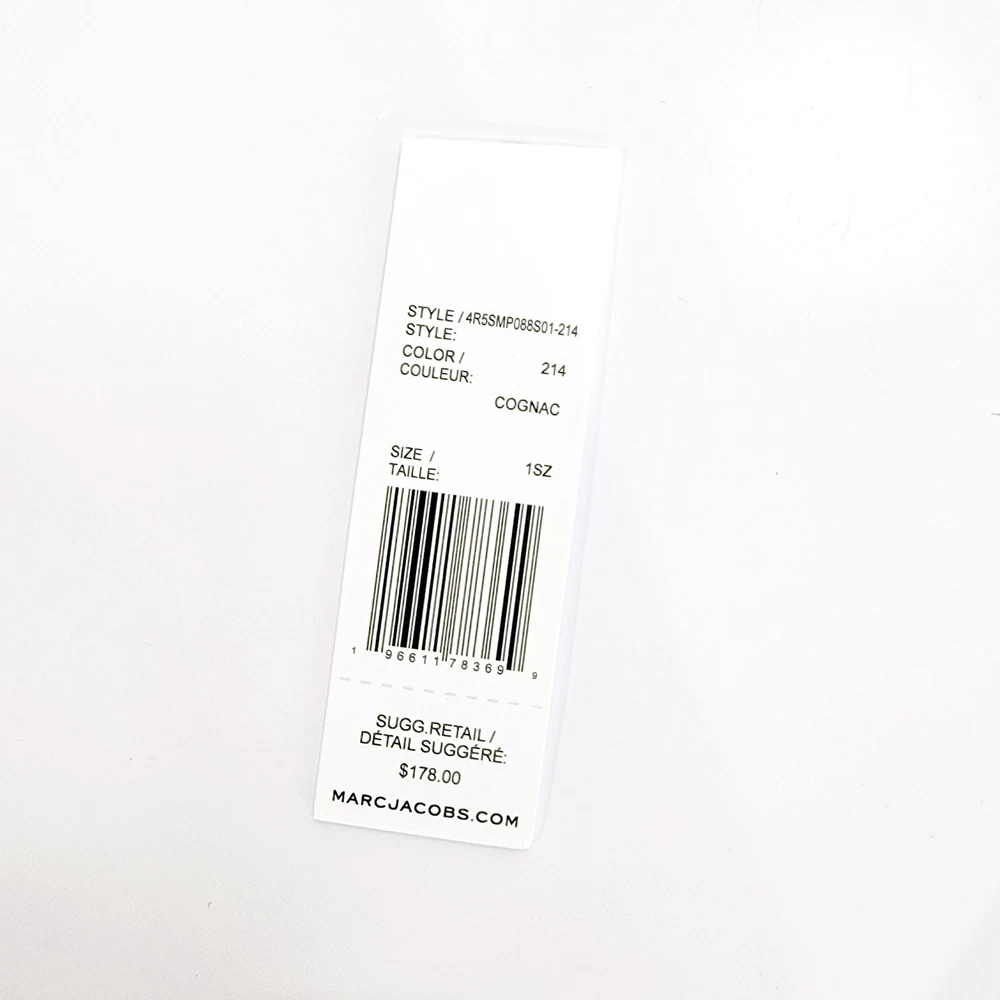 STYLE / 4R5SMP088S01-214
STYLE:
COLOR /
COULEUR: 214
COGNAC
SIZE /
TAILLE: 1SZ
1 96611 78369 9
SUGG.RETAIL /
DÉTAIL SUGGÉRÉ:
$178.00
MARCJACOBS.COM